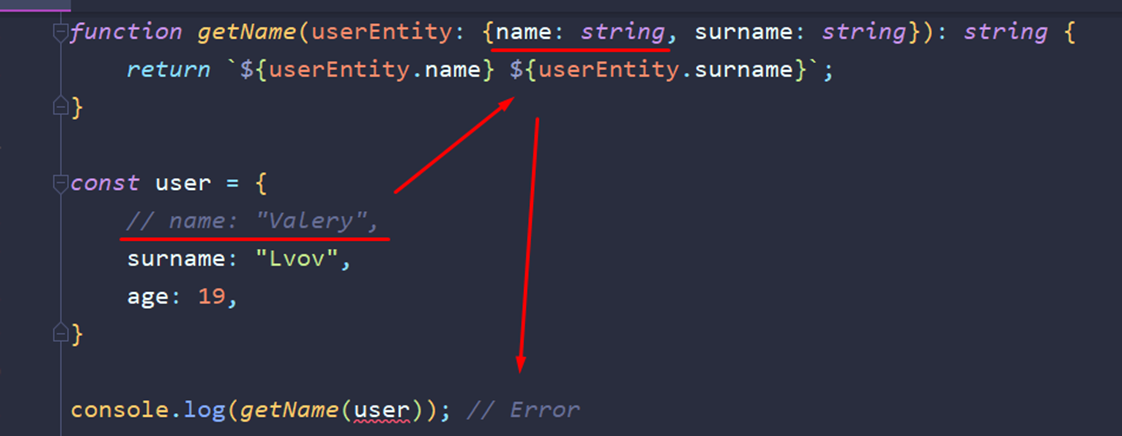 function getName(userEntity: {name: string, surname: string}): string {
    return `${userEntity.name} ${userEntity.surname}`;
}
const user = {
    // name: "Valery",
    surname: "Lvov",
    age: 19,
}
console.log(getName(user)); // Error